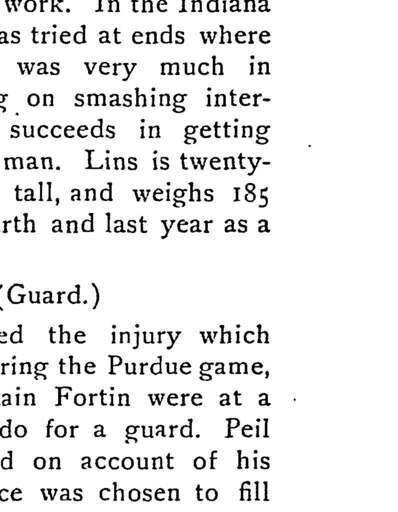 work. In the Indiana
as tried at ends where
was very much in
on smashing inter-
succeeds in getting
man. Lins is twenty-
tall, and weighs 185
rth and last year as a
(Guard.)
ed the injury which
ring the Purdue game,
ain Fortin were at a
do for a guard. Peil
d on account of his
ce was chosen to fill